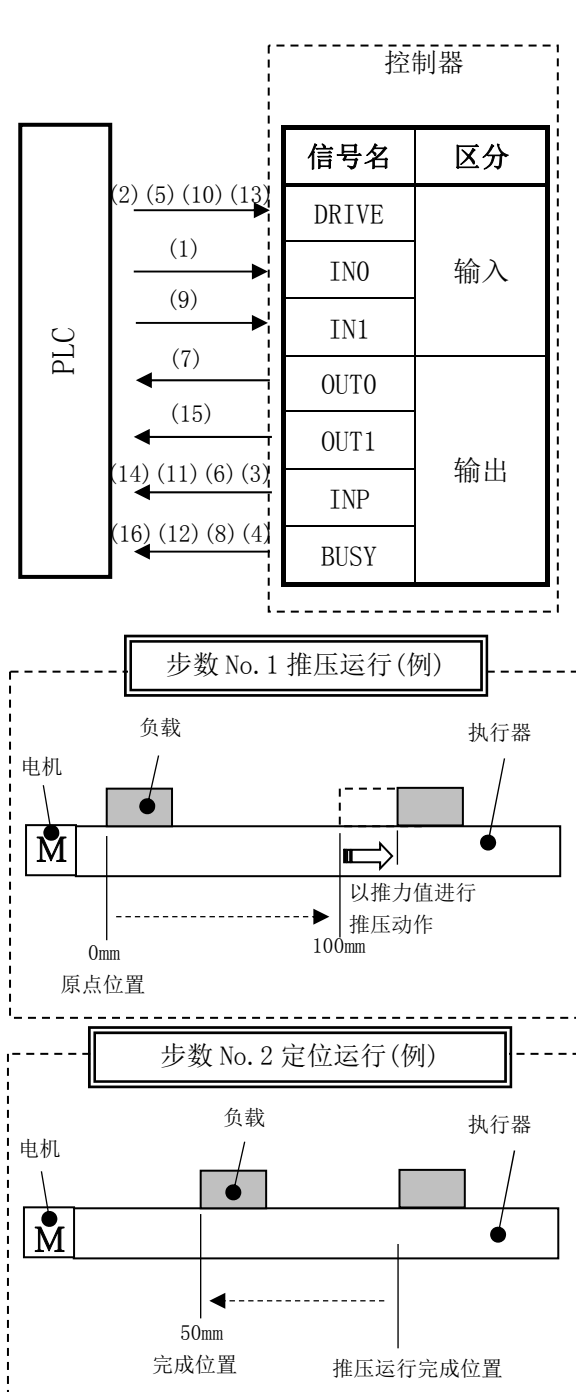 控制器
信号名 区分
PLC
(2)(5)(10)(13) DRIVE
(1) IN0 输入
(9) IN1
(7) OUT0
(15) OUT1
输出
(14)(11)(6)(3) INP
(16)(12)(8)(4) BUSY
步数 No.1 推压运行(例)
负载
执行器
电机
M
以推力值进行
推压动作
0mm 100mm
原点位置
步数 No.2 定位运行(例)
负载
执行器
电机
M
50mm
完成位置 推压运行完成位置